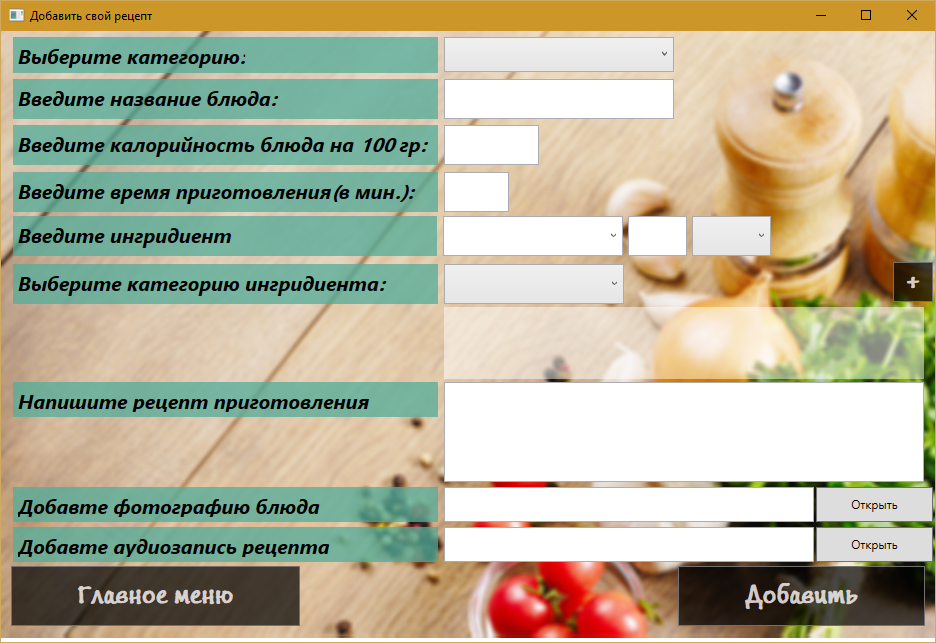 Добавить свой рецепт
Выберите категорию:
Введите название блюда:
Введите калорийность блюда на 100 гр:
Введите время приготовления(в мин.):
Введите ингридиент
Выберите категорию ингридиента:
+
Напишите рецепт приготовления
Добавте фотографию блюда
Открыть
Добавте аудиозапись рецепта
Открыть
Главное меню
Добавить